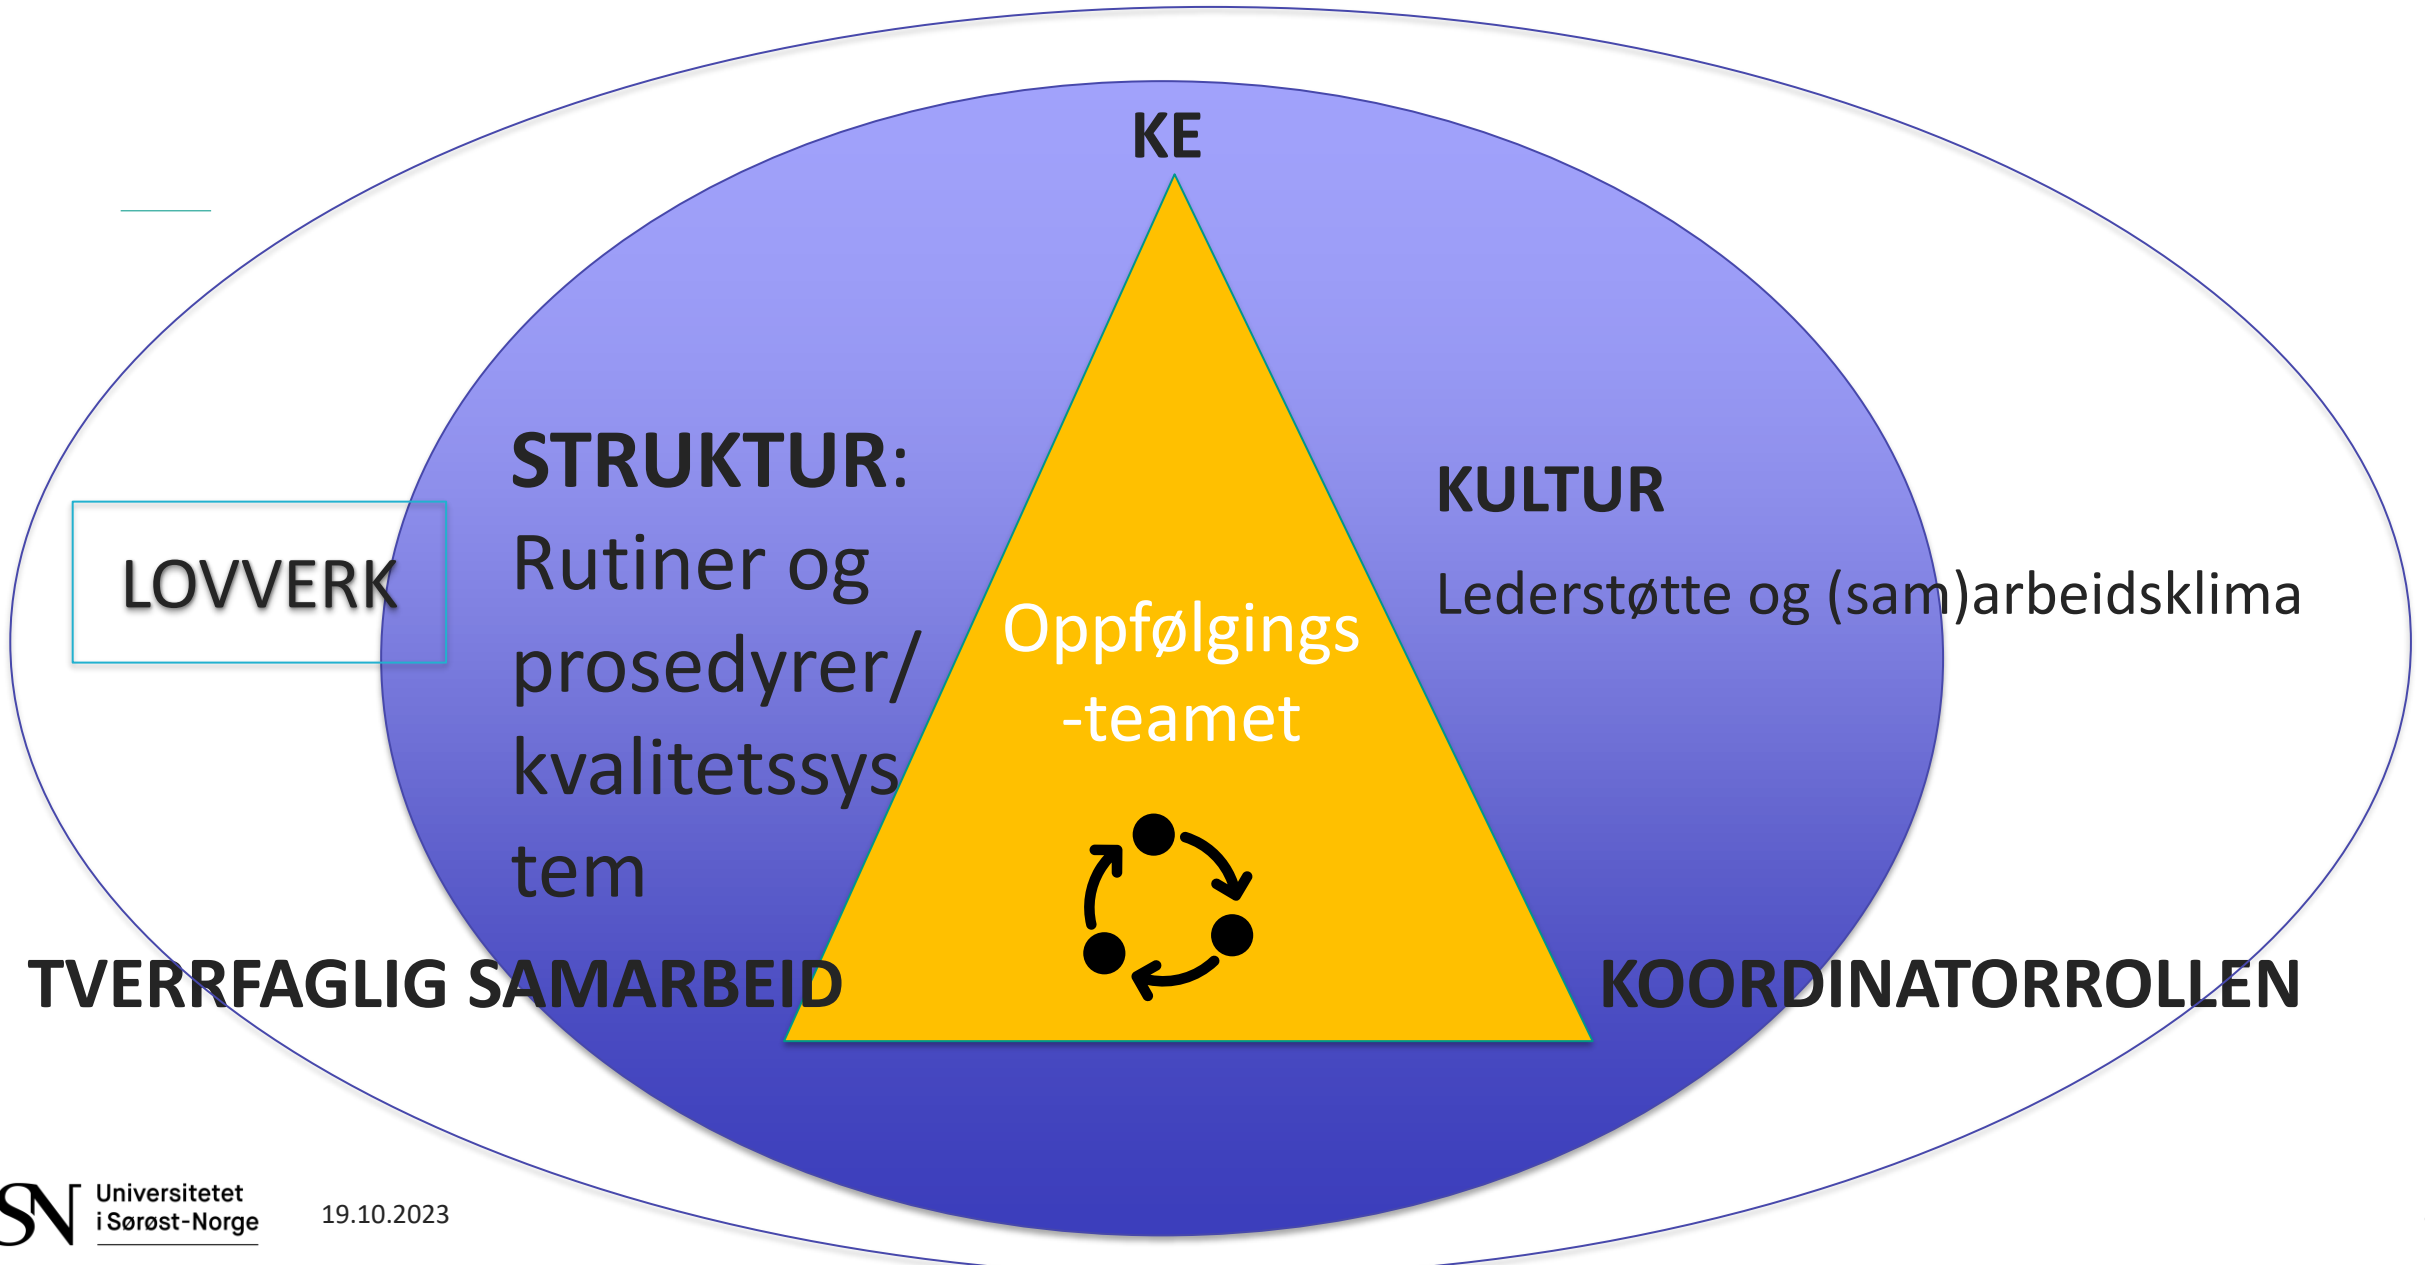 KE
STRUKTUR:
Rutiner og
prosedyrer/
kvalitetssys
tem
KULTUR
Lederstøtte og (sam)arbeidsklima
LOVVERK
Oppfølgings
-teamet
TVERRFAGLIG SAMARBEID
KOORDINATORROLLEN
SN
Universitetet
i Sørøst-Norge
19.10.2023